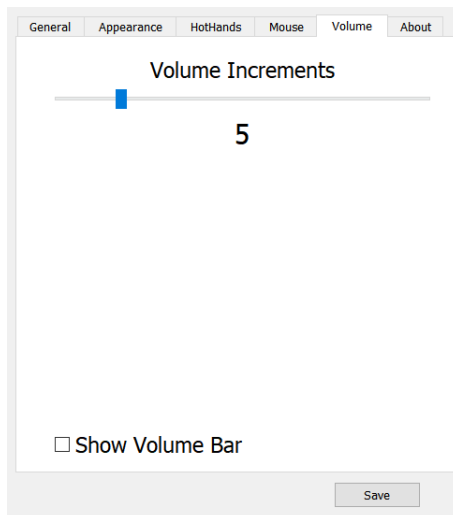 General Appearance HotHands Mouse Volume About
Volume Increments
5
Show Volume Bar
Save